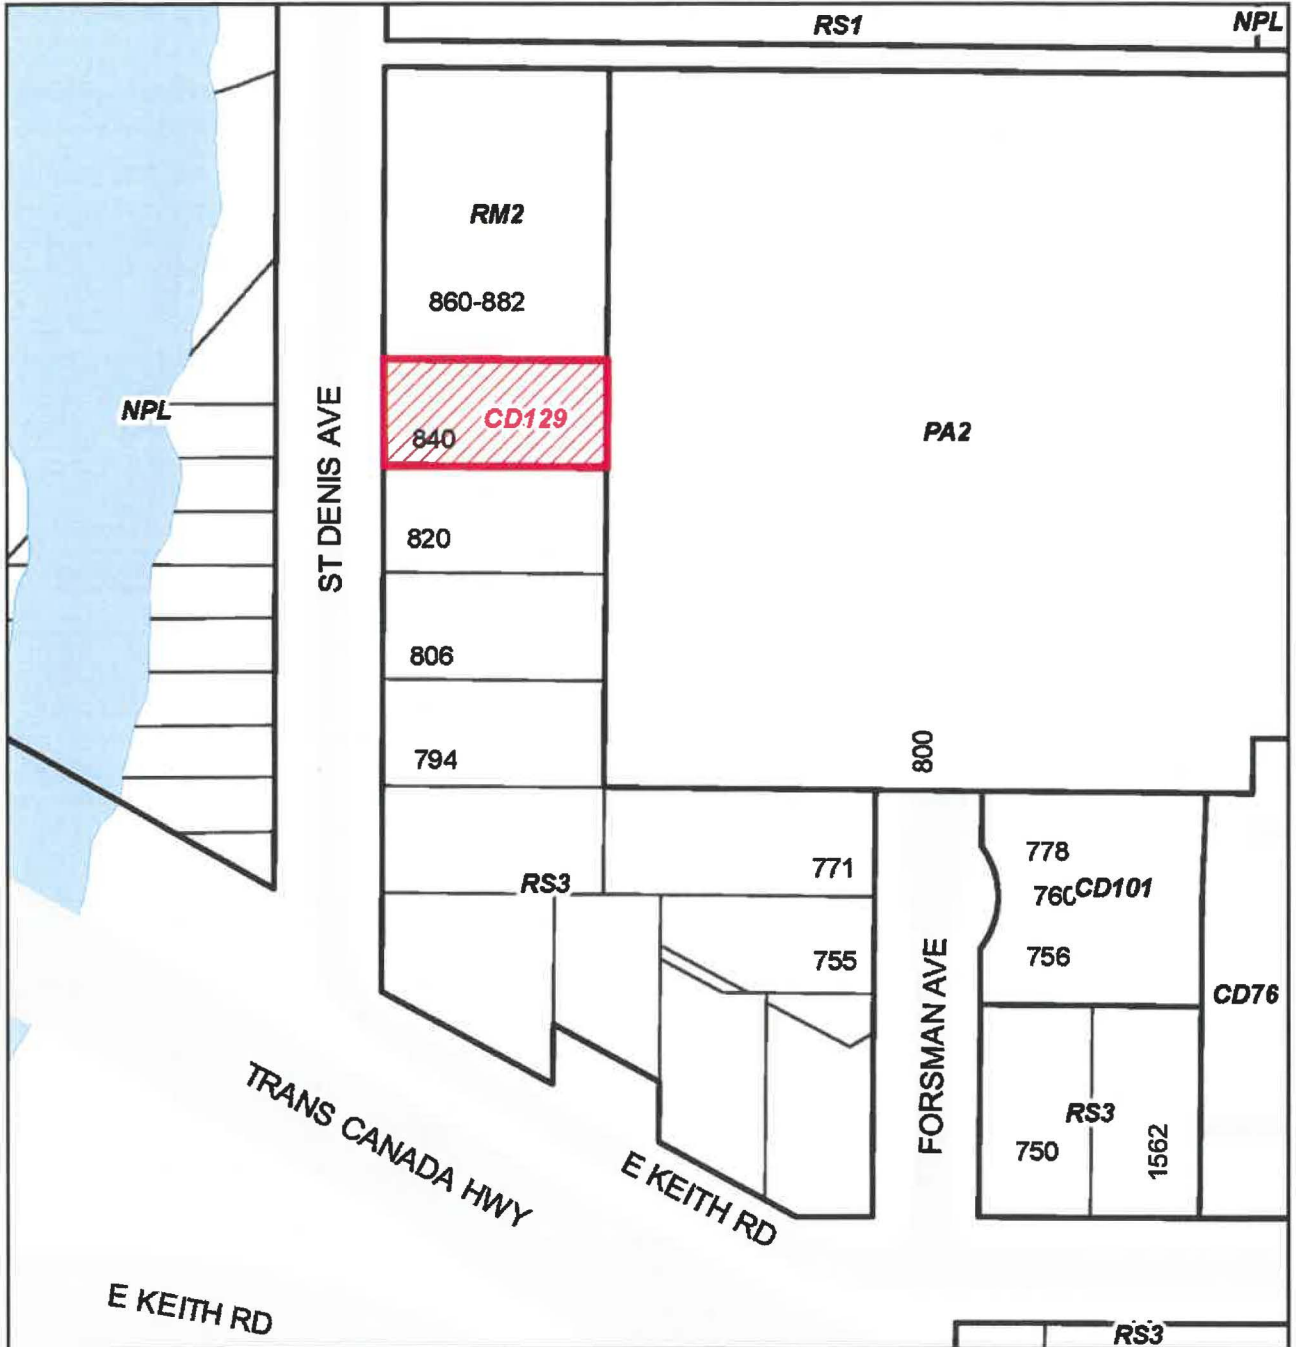 RS1
NPL
RM2
860-882
CD129
840
NPL
ST DENIS AVE
PA2
820
806
794
800
771
RS3
778
760
CD101
756
755
CD76
FORSMAN AVE
RS3
750
1562
TRANS CANADA HWY
E KEITH RD
E KEITH RD
RS3